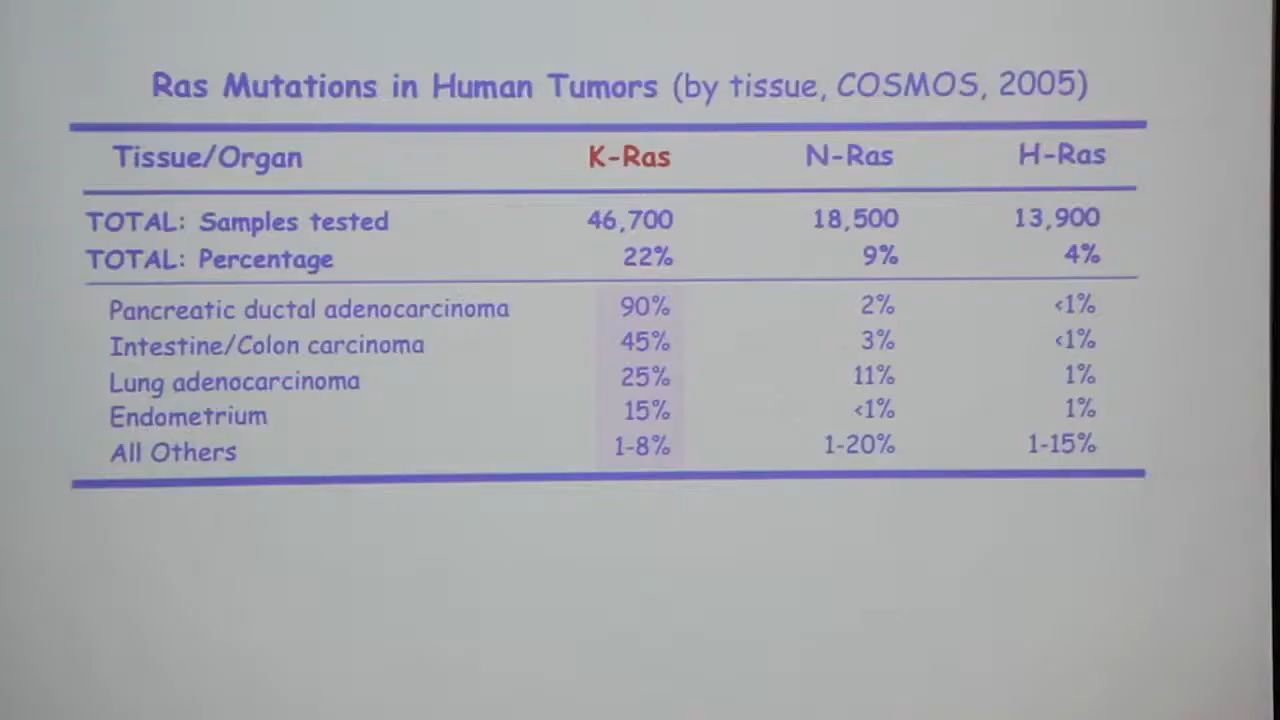 Ras Mutations in Human Tumors (by tissue, COSMOS, 2005)
Tissue/Organ K-Ras N-Ras H-Ras
TOTAL: Samples tested 46,700 18,500 13,900
TOTAL: Percentage 22% 9% 4%
Pancreatic ductal adenocarcinoma 90% 2% <1%
Intestine/Colon carcinoma 45% 3% <1%
Lung adenocarcinoma 25% 11% 1%
Endometrium 15% <1% 1%
All Others 1-8% 1-20% 1-15%